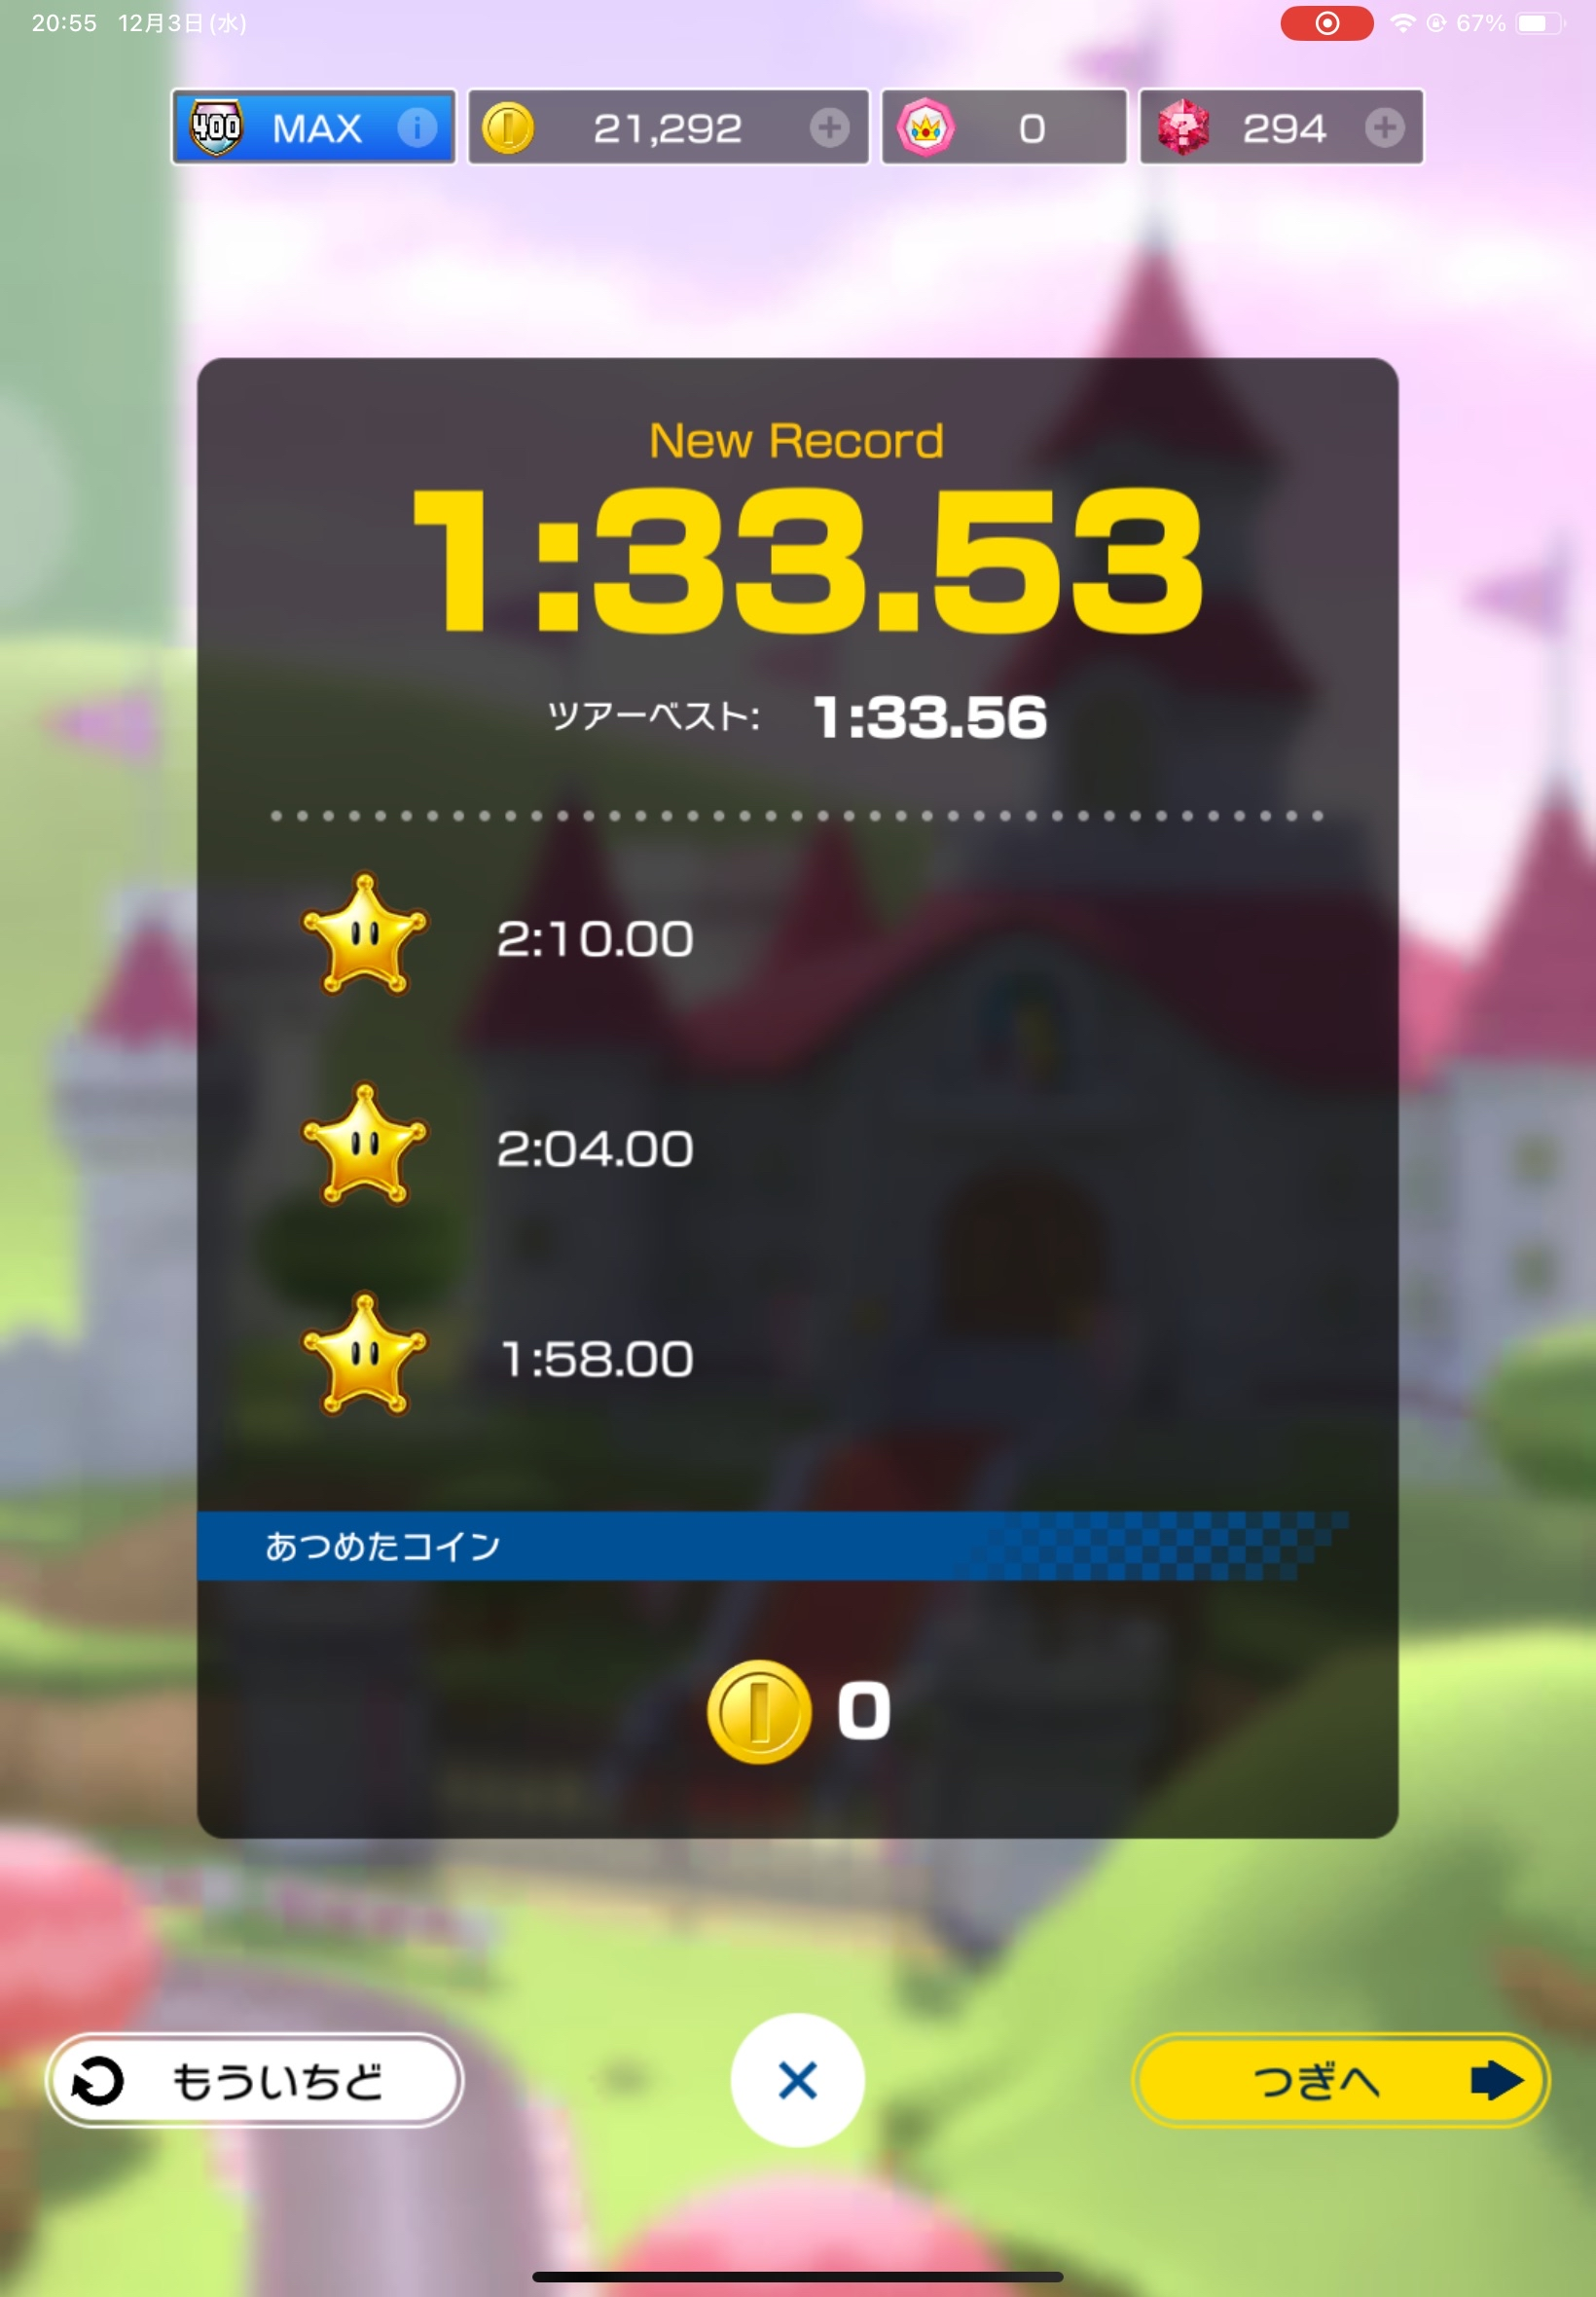 20:55 12月3日(水) 67%
400 MAX i 21,292 + 0 ? 294 +
New Record
1:33.53
ツアーベスト: 1:33.56
2:10.00
2:04.00
1:58.00
あつめたコイン
0
もういちど × つぎへ